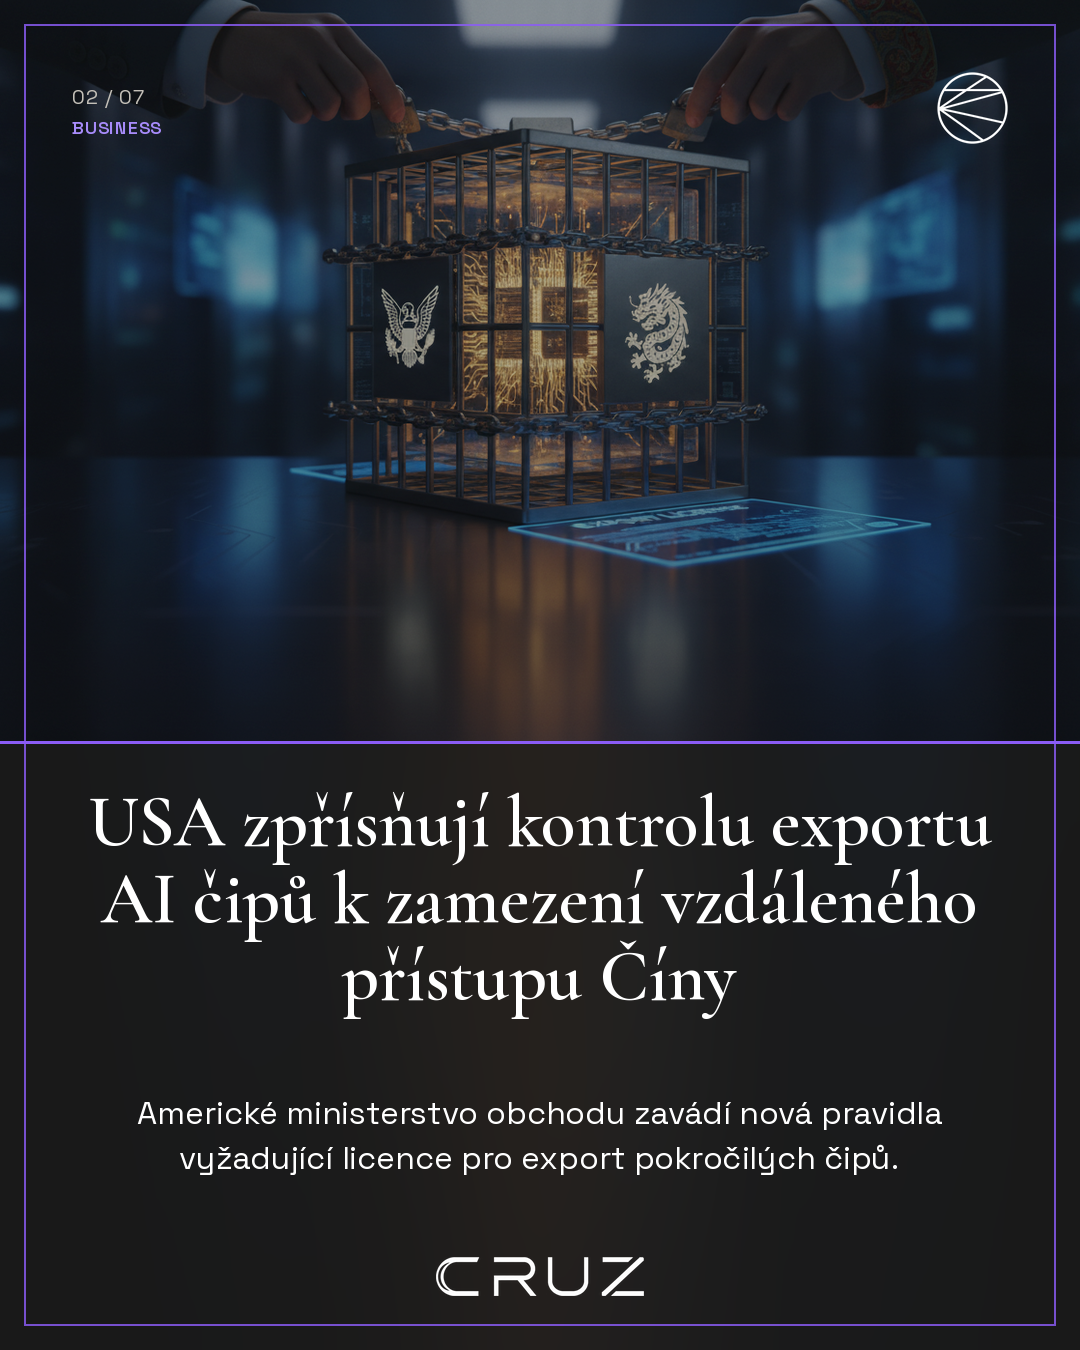 02 / 07
BUSINESS
USA zpřísňují kontrolu exportu
AI čipů k zamezení vzdáleného
přístupu Číny
Americké ministerstvo obchodu zavádí nová pravidla
vyžadující licence pro export pokročilých čipů.
CRUZ